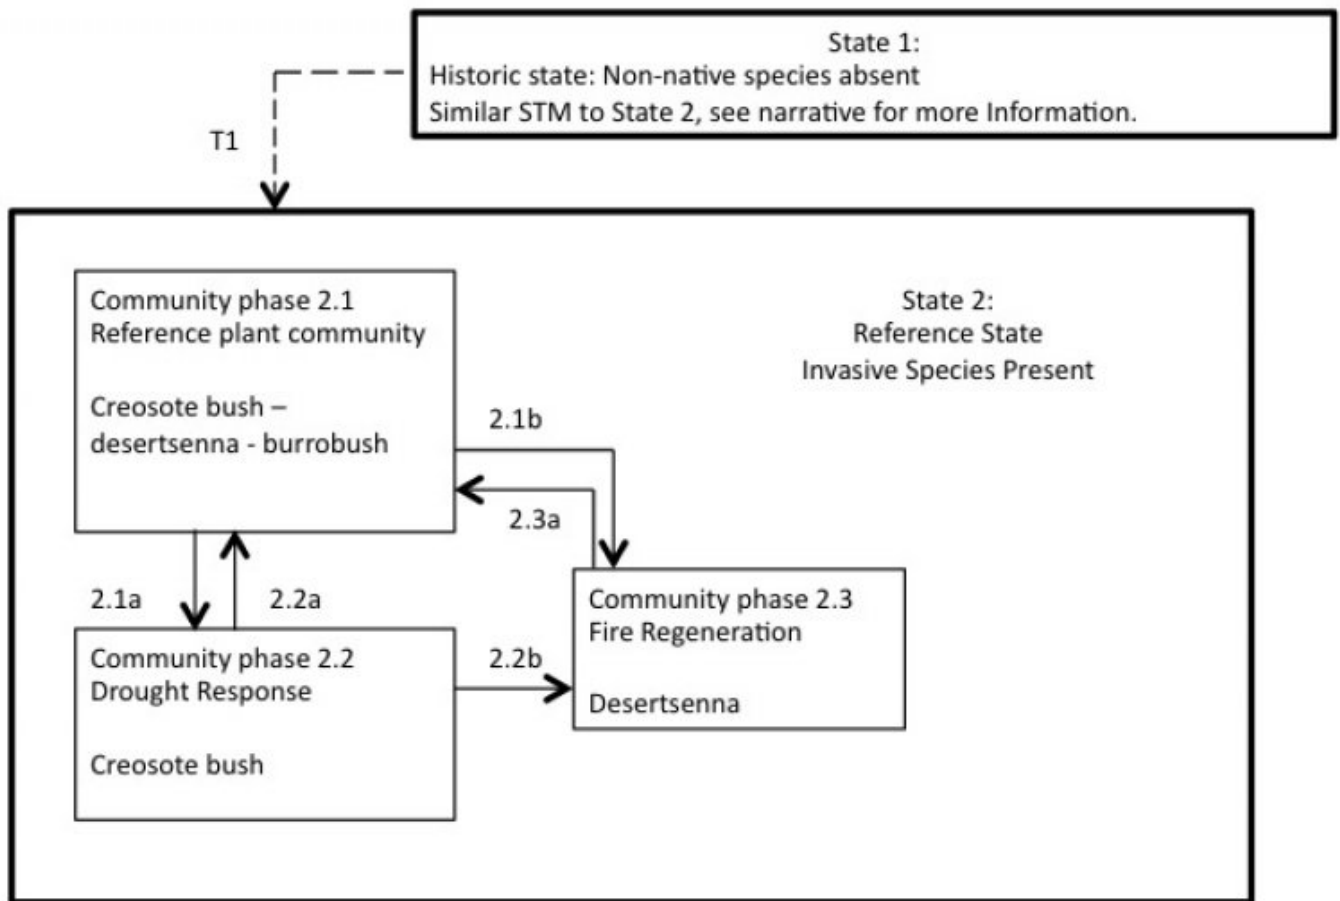 State 1:
Historic state: Non-native species absent
Similar STM to State 2, see narrative for more Information.
T1
State 2:
Reference State
Invasive Species Present
Community phase 2.1
Reference plant community
Creosote bush –
desertsenna - burrobush
2.1b
2.3a
2.1a
2.2a
Community phase 2.2
Drought Response
Creosote bush
2.2b
Community phase 2.3
Fire Regeneration
Desertsenna